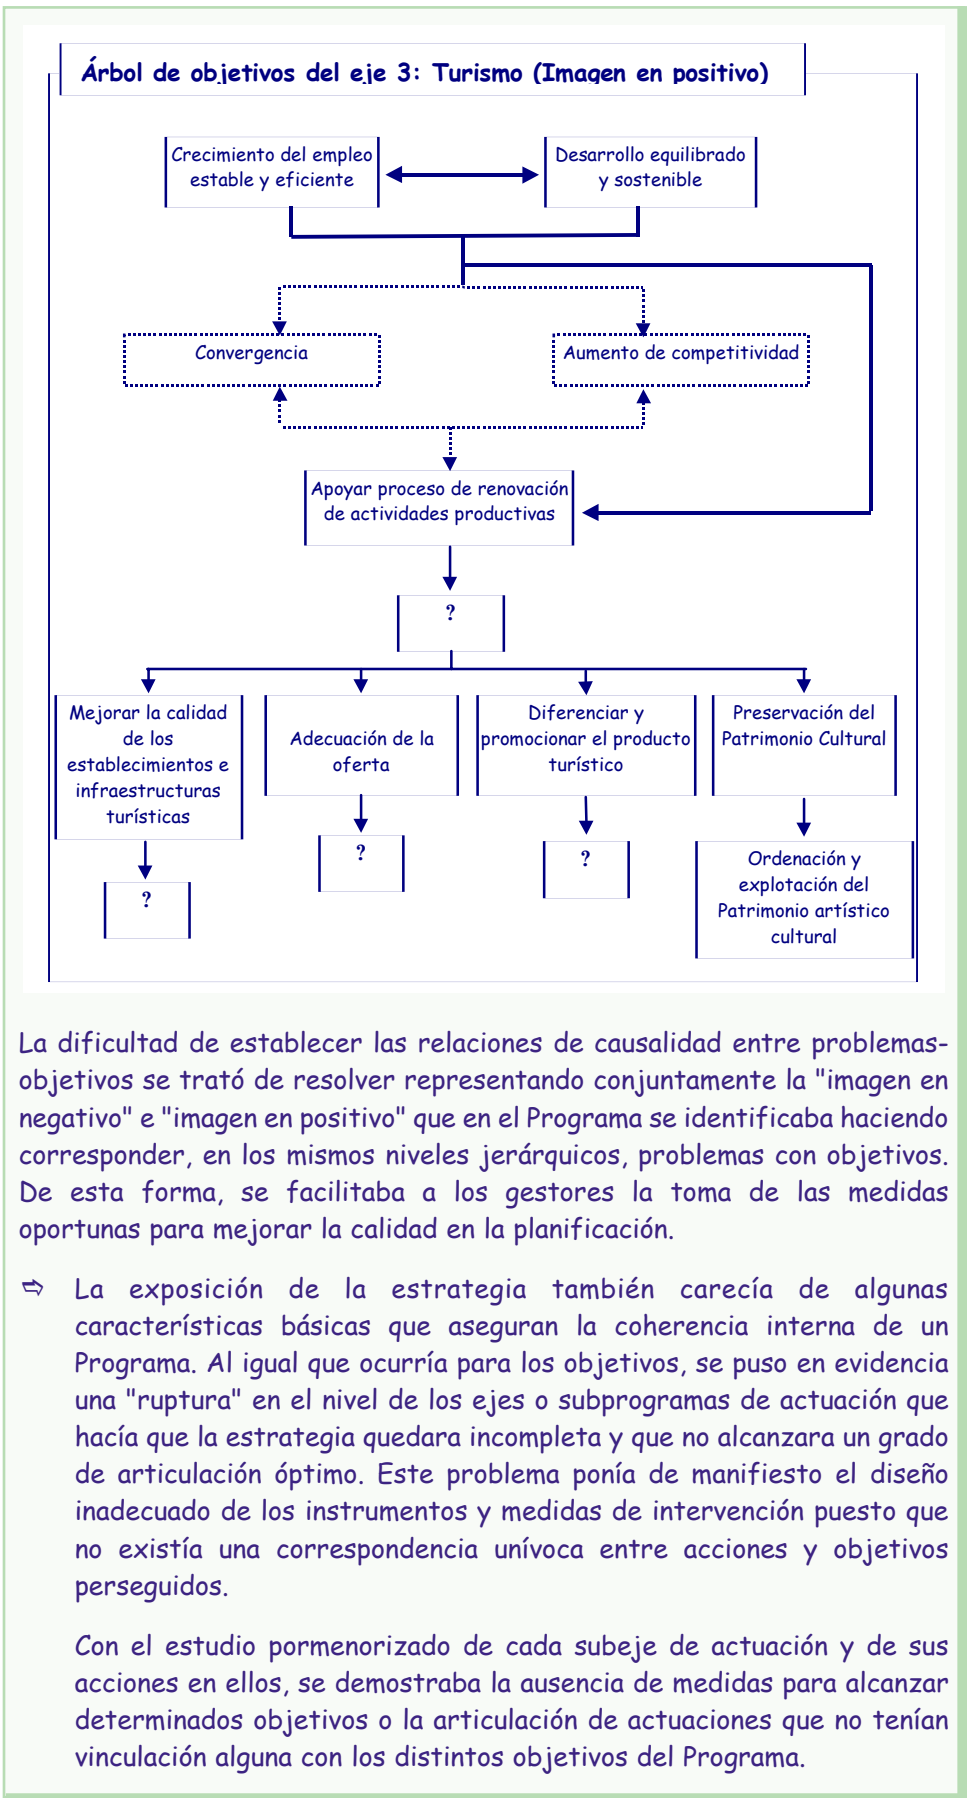 Árbol de objetivos del eje 3: Turismo (Imagen en positivo)
Crecimiento del empleo
estable y eficiente
Desarrollo equilibrado
y sostenible
Convergencia
Aumento de competitividad
Apoyar proceso de renovación
de actividades productivas
?
Mejorar la calidad
de los
establecimientos e
infraestructuras
turísticas
Adecuación de la
oferta
Diferenciar y
promocionar el producto
turístico
Preservación del
Patrimonio Cultural
?
?
?
Ordenación y
explotación del
Patrimonio artístico
cultural
La dificultad de establecer las relaciones de causalidad entre problemas-
objetivos se trató de resolver representando conjuntamente la "imagen en
negativo" e "imagen en positivo" que en el Programa se identificaba haciendo
corresponder, en los mismos niveles jerárquicos, problemas con objetivos.
De esta forma, se facilitaba a los gestores la toma de las medidas
oportunas para mejorar la calidad en la planificación.
➯ La exposición de la estrategia también carecía de algunas
características básicas que aseguran la coherencia interna de un
Programa. Al igual que ocurría para los objetivos, se puso en evidencia
una "ruptura" en el nivel de los ejes o subprogramas de actuación que
hacía que la estrategia quedara incompleta y que no alcanzara un grado
de articulación óptimo. Este problema ponía de manifiesto el diseño
inadecuado de los instrumentos y medidas de intervención puesto que
no existía una correspondencia unívoca entre acciones y objetivos
perseguidos.
Con el estudio pormenorizado de cada subeje de actuación y de sus
acciones en ellos, se demostraba la ausencia de medidas para alcanzar
determinados objetivos o la articulación de actuaciones que no tenían
vinculación alguna con los distintos objetivos del Programa.